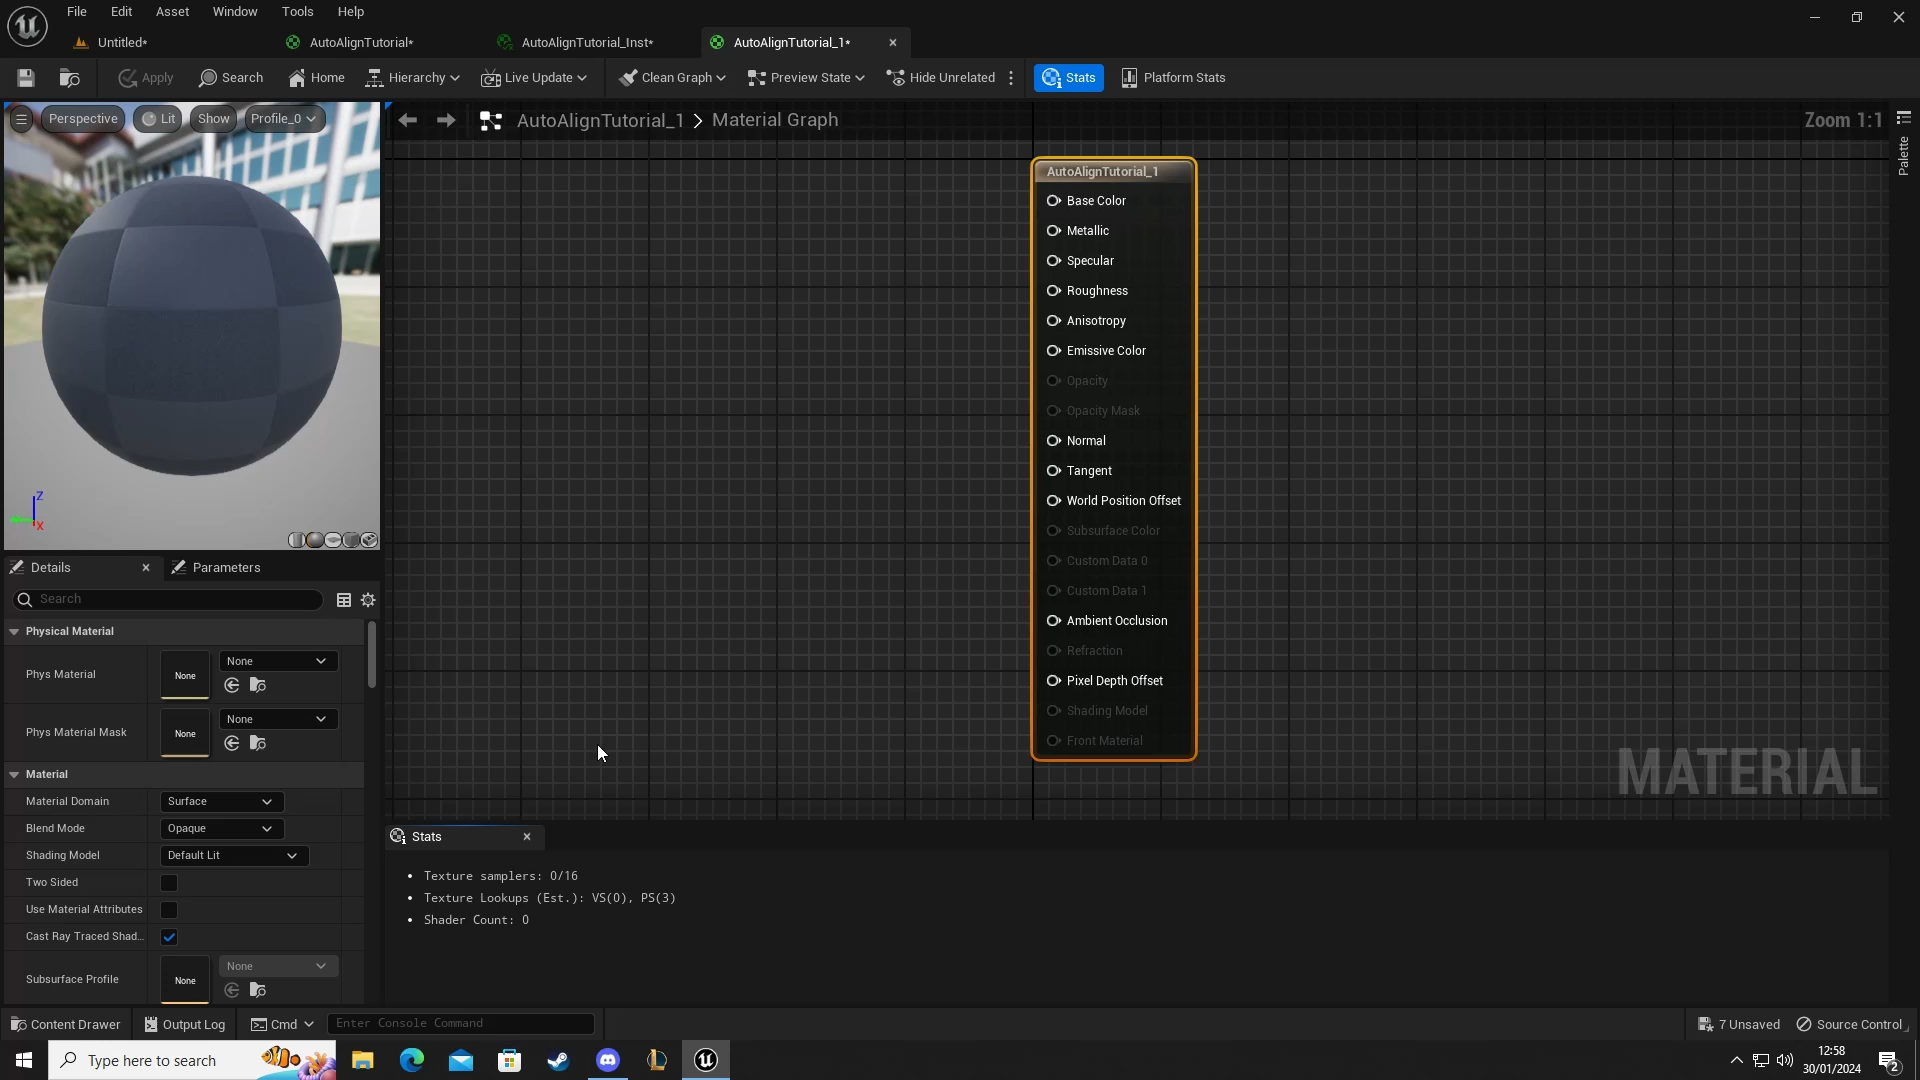 File Edit Asset Window Tools Help
Untitled* AutoAlignTutorial* AutoAlignTutorial_Inst* AutoAlignTutorial_1*
Apply Search Home Hierarchy Live Update Clean Graph Preview State Hide Unrelated Stats Platform Stats
Perspective Lit Show Profile_0
AutoAlignTutorial_1 > Material Graph
Zoom 1:1
Palette
AutoAlignTutorial_1
Base Color
Metallic
Specular
Roughness
Anisotropy
Emissive Color
Opacity
Opacity Mask
Normal
Tangent
World Position Offset
Subsurface Color
Custom Data 0
Custom Data 1
Ambient Occlusion
Refraction
Pixel Depth Offset
Shading Model
Front Material
MATERIAL
Z
X
Details Parameters
Search
Physical Material
Phys Material None None
Phys Material Mask None None
Material
Material Domain Surface
Blend Mode Opaque
Shading Model Default Lit
Two Sided
Use Material Attributes
Cast Ray Traced Shad...
Subsurface Profile None None
Stats
• Texture samplers: 0/16
• Texture Lookups (Est.): VS(0), PS(3)
• Shader Count: 0
Content Drawer Output Log Cmd Enter Console Command 7 Unsaved Source Control
Type here to search
12:58
30/01/2024
2